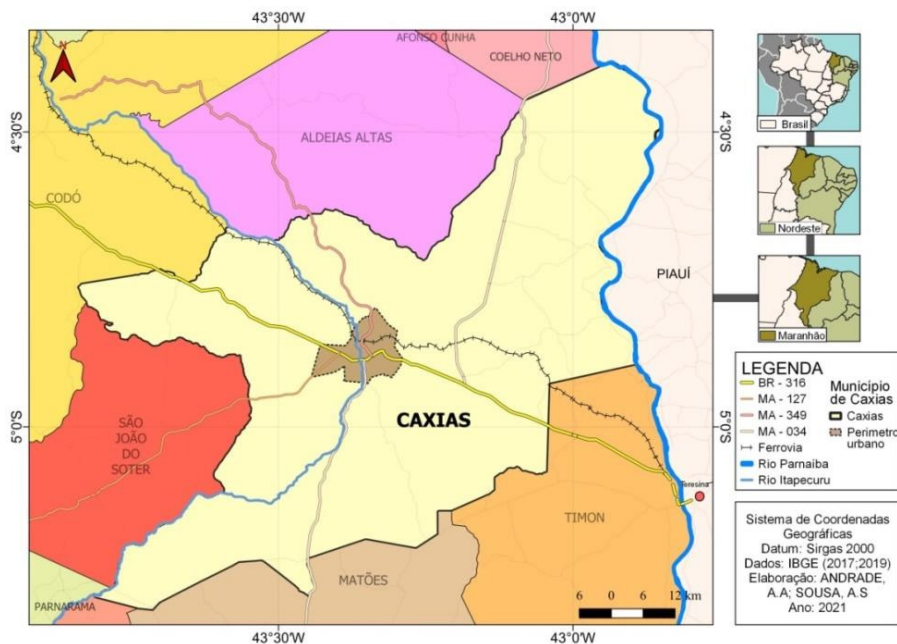 43°30'S
43°0'S
N
AFONSO CUNHA
COELHO NETO
4°30'S
4°30'S
ALDEIAS ALTAS
CODÓ
PIAUÍ
Brasil
Nordeste
Maranhão
CAXIAS
SÃO
JOÃO
DO
SOTER
5°0'S
5°0'S
Teresina
TIMON
MATÕES
PARNARAMA
6 0 6 12 km
43°30'W
43°0'W
LEGENDA
BR - 316
MA - 127
MA - 349
MA - 034
Ferrovia
Rio Parnaiba
Rio Itapecuru
Município
de Caxias
Caxias
Perimetro
urbano
Sistema de Coordenadas
Geográficas
Datum: Sirgas 2000
Dados: IBGE (2017;2019)
Elaboração: ANDRADE,
A.A; SOUSA, A.S
Ano: 2021